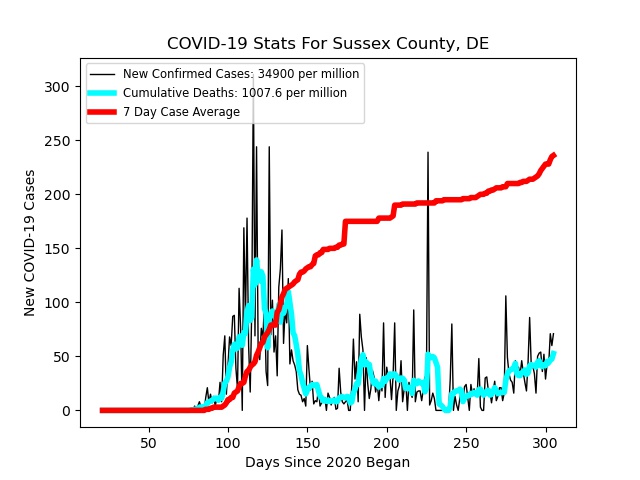 COVID-19 Stats For Sussex County, DE
New Confirmed Cases: 34900 per million
Cumulative Deaths: 1007.6 per million
7 Day Case Average
New COVID-19 Cases
300
250
200
150
100
50
0
50 100 150 200 250 300
Days Since 2020 Began